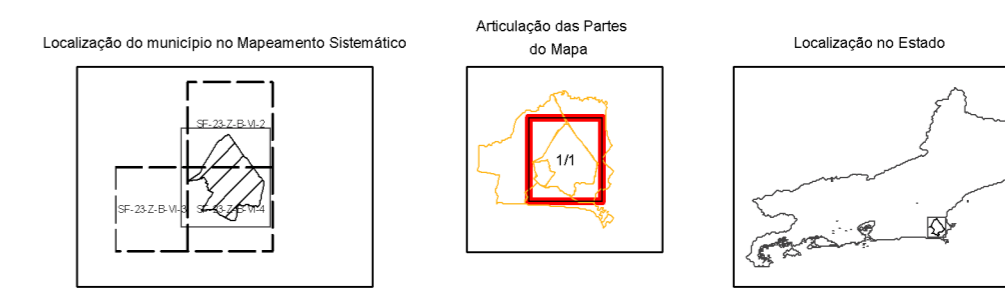 Localização do município no Mapeamento Sistemático
Articulação das Partes
do Mapa
Localização no Estado
SF-23-Z-B-VI-2
SF-23-Z-B-VI-3
SF-23-Z-B-VI-4
1/1